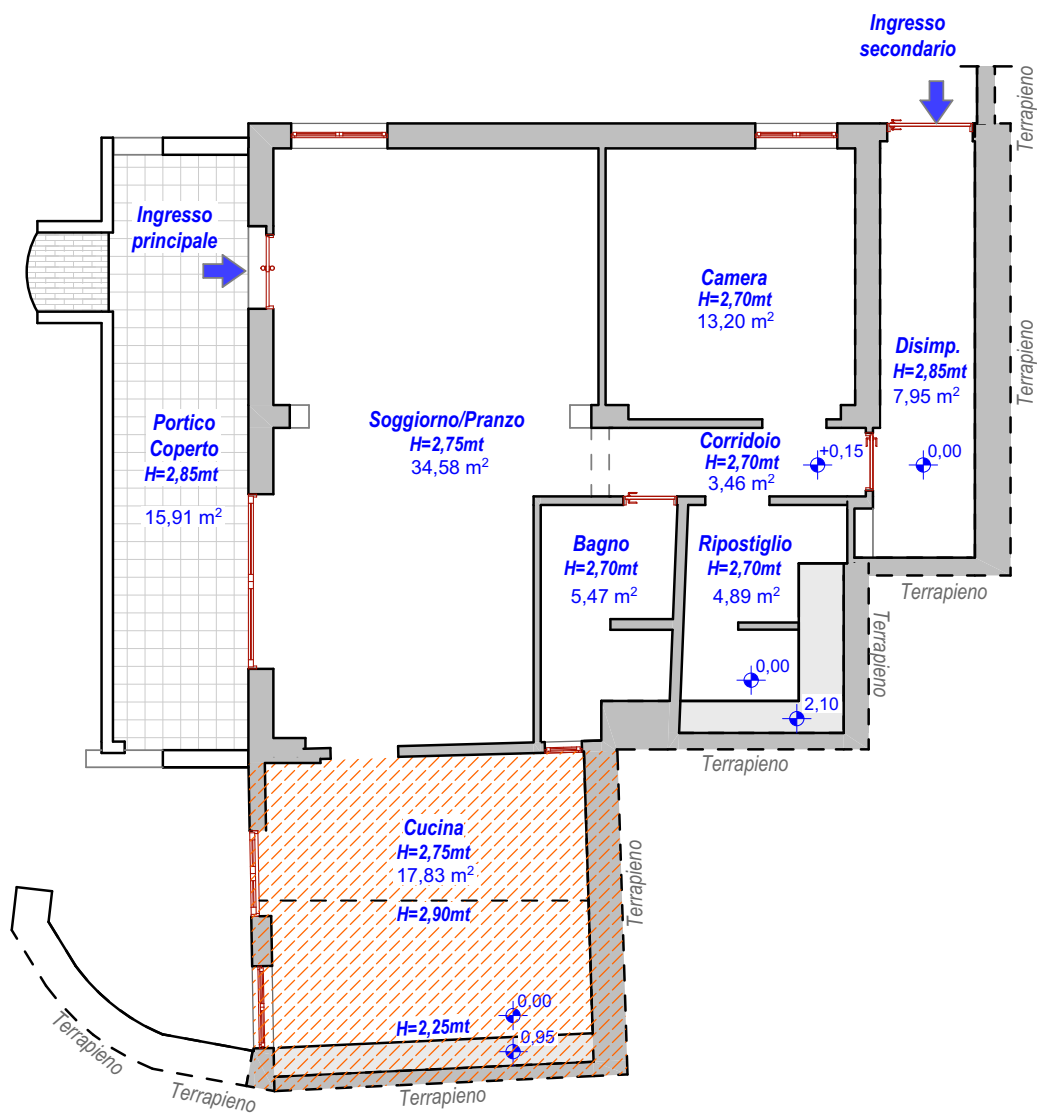 Ingresso
secondario
Terrapieno
Ingresso
principale
Camera
H=2,70mt
13,20 m²
Terrapieno
Disimp.
H=2,85mt
7,95 m²
Portico
Coperto
H=2,85mt
15,91 m²
Soggiorno/Pranzo
H=2,75mt
34,58 m²
Corridoio
H=2,70mt
3,46 m²
+0,15
0,00
Bagno
H=2,70mt
5,47 m²
Ripostiglio
H=2,70mt
4,89 m²
Terrapieno
Terrapieno
0,00
2,10
Terrapieno
Cucina
H=2,75mt
17,83 m²
H=2,90mt
Terrapieno
0,00
H=2,25mt
0,95
Terrapieno
Terrapieno
Terrapieno